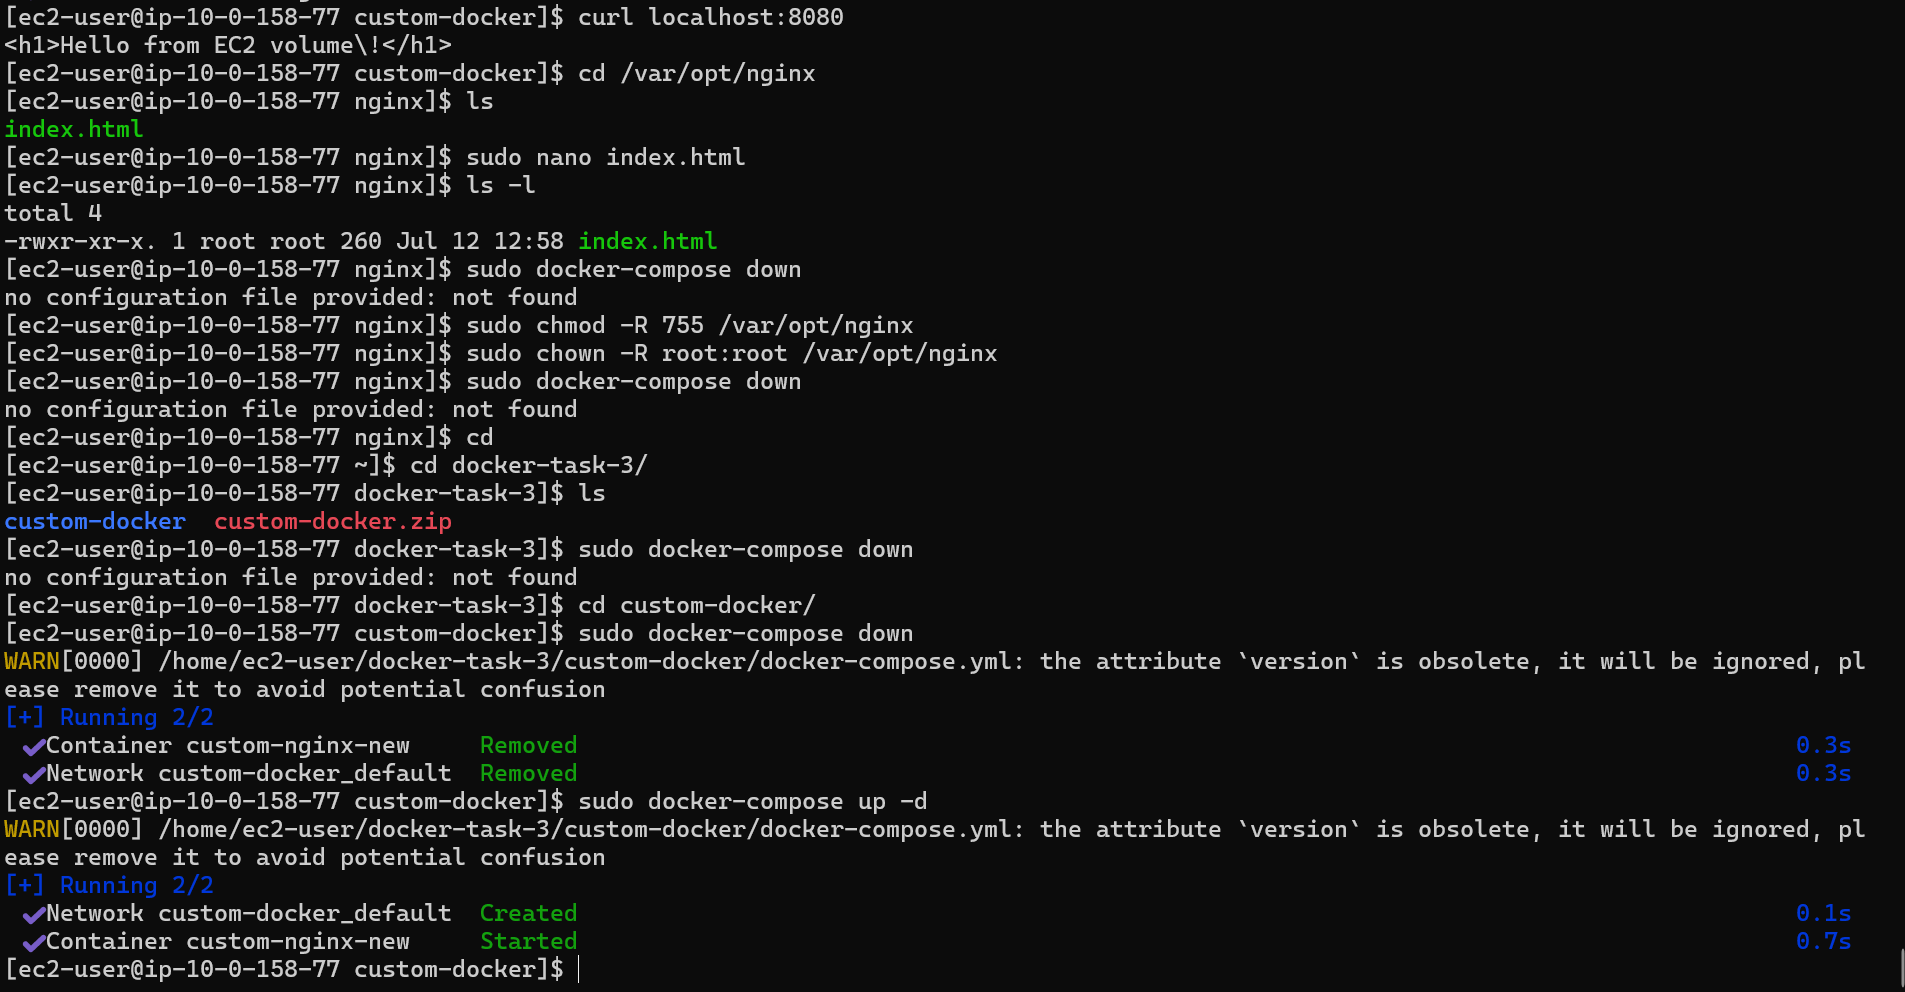 [ec2-user@ip-10-0-158-77 custom-docker]$ curl localhost:8080
<h1>Hello from EC2 volume\!</h1>
[ec2-user@ip-10-0-158-77 custom-docker]$ cd /var/opt/nginx
[ec2-user@ip-10-0-158-77 nginx]$ ls
index.html
[ec2-user@ip-10-0-158-77 nginx]$ sudo nano index.html
[ec2-user@ip-10-0-158-77 nginx]$ ls -l
total 4
-rwxr-xr-x. 1 root root 260 Jul 12 12:58 index.html
[ec2-user@ip-10-0-158-77 nginx]$ sudo docker-compose down
no configuration file provided: not found
[ec2-user@ip-10-0-158-77 nginx]$ sudo chmod -R 755 /var/opt/nginx
[ec2-user@ip-10-0-158-77 nginx]$ sudo chown -R root:root /var/opt/nginx
[ec2-user@ip-10-0-158-77 nginx]$ sudo docker-compose down
no configuration file provided: not found
[ec2-user@ip-10-0-158-77 nginx]$ cd
[ec2-user@ip-10-0-158-77 ~]$ cd docker-task-3/
[ec2-user@ip-10-0-158-77 docker-task-3]$ ls
custom-docker  custom-docker.zip
[ec2-user@ip-10-0-158-77 docker-task-3]$ sudo docker-compose down
no configuration file provided: not found
[ec2-user@ip-10-0-158-77 docker-task-3]$ cd custom-docker/
[ec2-user@ip-10-0-158-77 custom-docker]$ sudo docker-compose down
WARN[0000] /home/ec2-user/docker-task-3/custom-docker/docker-compose.yml: the attribute `version` is obsolete, it will be ignored, pl
ease remove it to avoid potential confusion
[+] Running 2/2
✔Container custom-nginx-new     Removed 0.3s
✔Network custom-docker_default  Removed 0.3s
[ec2-user@ip-10-0-158-77 custom-docker]$ sudo docker-compose up -d
WARN[0000] /home/ec2-user/docker-task-3/custom-docker/docker-compose.yml: the attribute `version` is obsolete, it will be ignored, pl
ease remove it to avoid potential confusion
[+] Running 2/2
✔Network custom-docker_default  Created 0.1s
✔Container custom-nginx-new     Started 0.7s
[ec2-user@ip-10-0-158-77 custom-docker]$